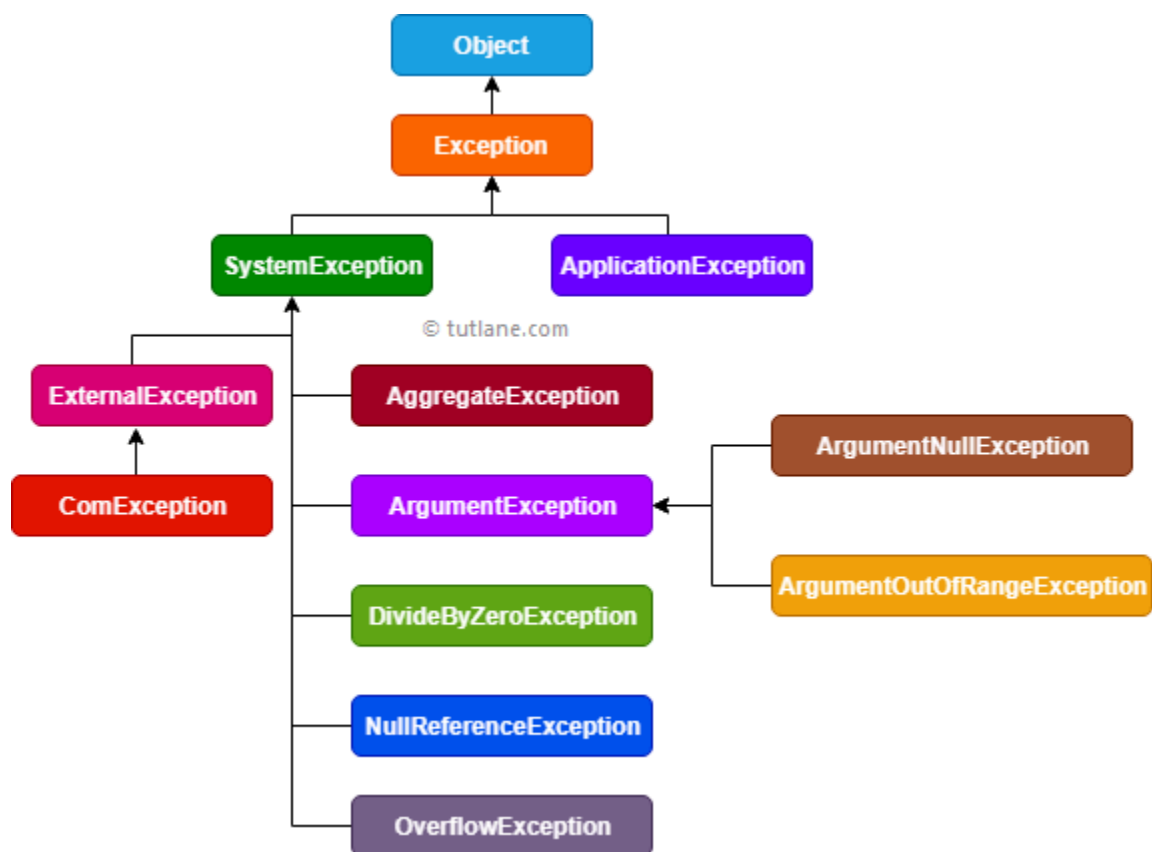 Object
Exception
SystemException
ApplicationException
© tutlane.com
ExternalException
AggregateException
ArgumentNullException
ComException
ArgumentException
ArgumentOutOfRangeException
DivideByZeroException
NullReferenceException
OverflowException